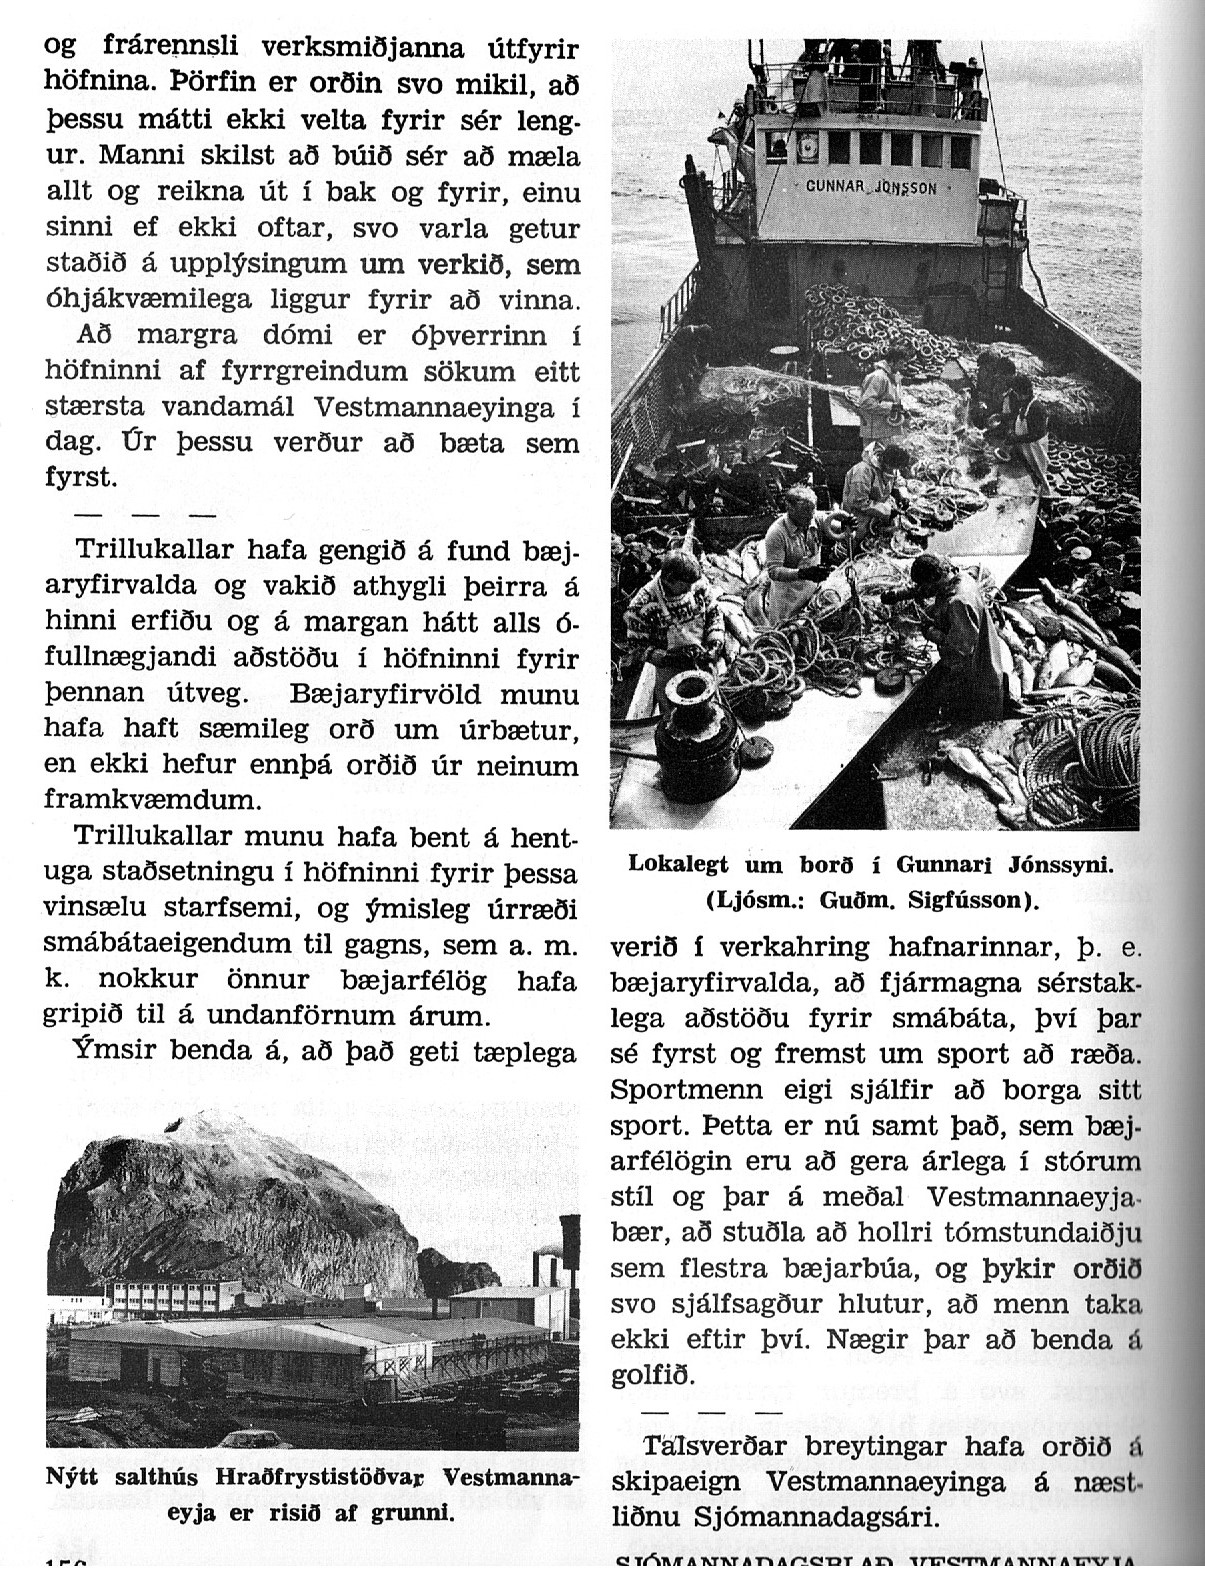 og frárennsli verksmiðjanna útfyrir
höfnina. Þörfin er orðin svo mikil, að
þessu mátti ekki velta fyrir sér leng-
ur. Manni skilst að búið sér að mæla
allt og reikna út í bak og fyrir, einu
sinni ef ekki oftar, svo varla getur
staðið á upplýsingum um verkið, sem
óhjákvæmilega liggur fyrir að vinna.
Að margra dómi er óþverrinn í
höfninni af fyrrgreindum sökum eitt
stærsta vandamál Vestmannaeyinga í
dag. Úr þessu verður að bæta sem
fyrst.
— — —
Trillukallar hafa gengið á fund bæj-
aryfirvalda og vakið athygli þeirra á
hinni erfiðu og á margan hátt alls ó-
fullnægjandi aðstöðu í höfninni fyrir
þennan útveg. Bæjaryfirvöld munu
hafa haft sæmileg orð um úrbætur,
en ekki hefur ennþá orðið úr neinum
framkvæmdum.
Trillukallar munu hafa bent á hent-
uga staðsetningu í höfninni fyrir þessa
vinsælu starfsemi, og ýmisleg úrræði
smábátaeigendum til gagns, sem a. m.
k. nokkur önnur bæjarfélög hafa
gripið til á undanförnum árum.
Ýmsir benda á, að það geti tæplega
Nýtt salthús Hraðfrystistöðvar Vestmanna-
eyja er risið af grunni.
GUNNAR JÓNSSON
Lokalegt um borð í Gunnari Jónssyni.
(Ljósm.: Guðm. Sigfússon).
verið í verkahring hafnarinnar, þ. e.
bæjaryfirvalda, að fjármagna sérstak-
lega aðstöðu fyrir smábáta, því þar
sé fyrst og fremst um sport að ræða.
Sportmenn eigi sjálfir að borga sitt
sport. Þetta er nú samt það, sem bæj-
arfélögin eru að gera árlega í stórum
stíl og þar á meðal Vestmannaeyja-
bær, að stuðla að hollri tómstundaiðju
sem flestra bæjarbúa, og þykir orðið
svo sjálfsagður hlutur, að menn taka
ekki eftir því. Nægir þar að benda á
golfið.
— — —
Talsverðar breytingar hafa orðið á
skipaeign Vestmannaeyinga á næst-
liðnu Sjómannadagsári.
SJÓMANNADAGSBLAÐ VESTMANNAEYJA